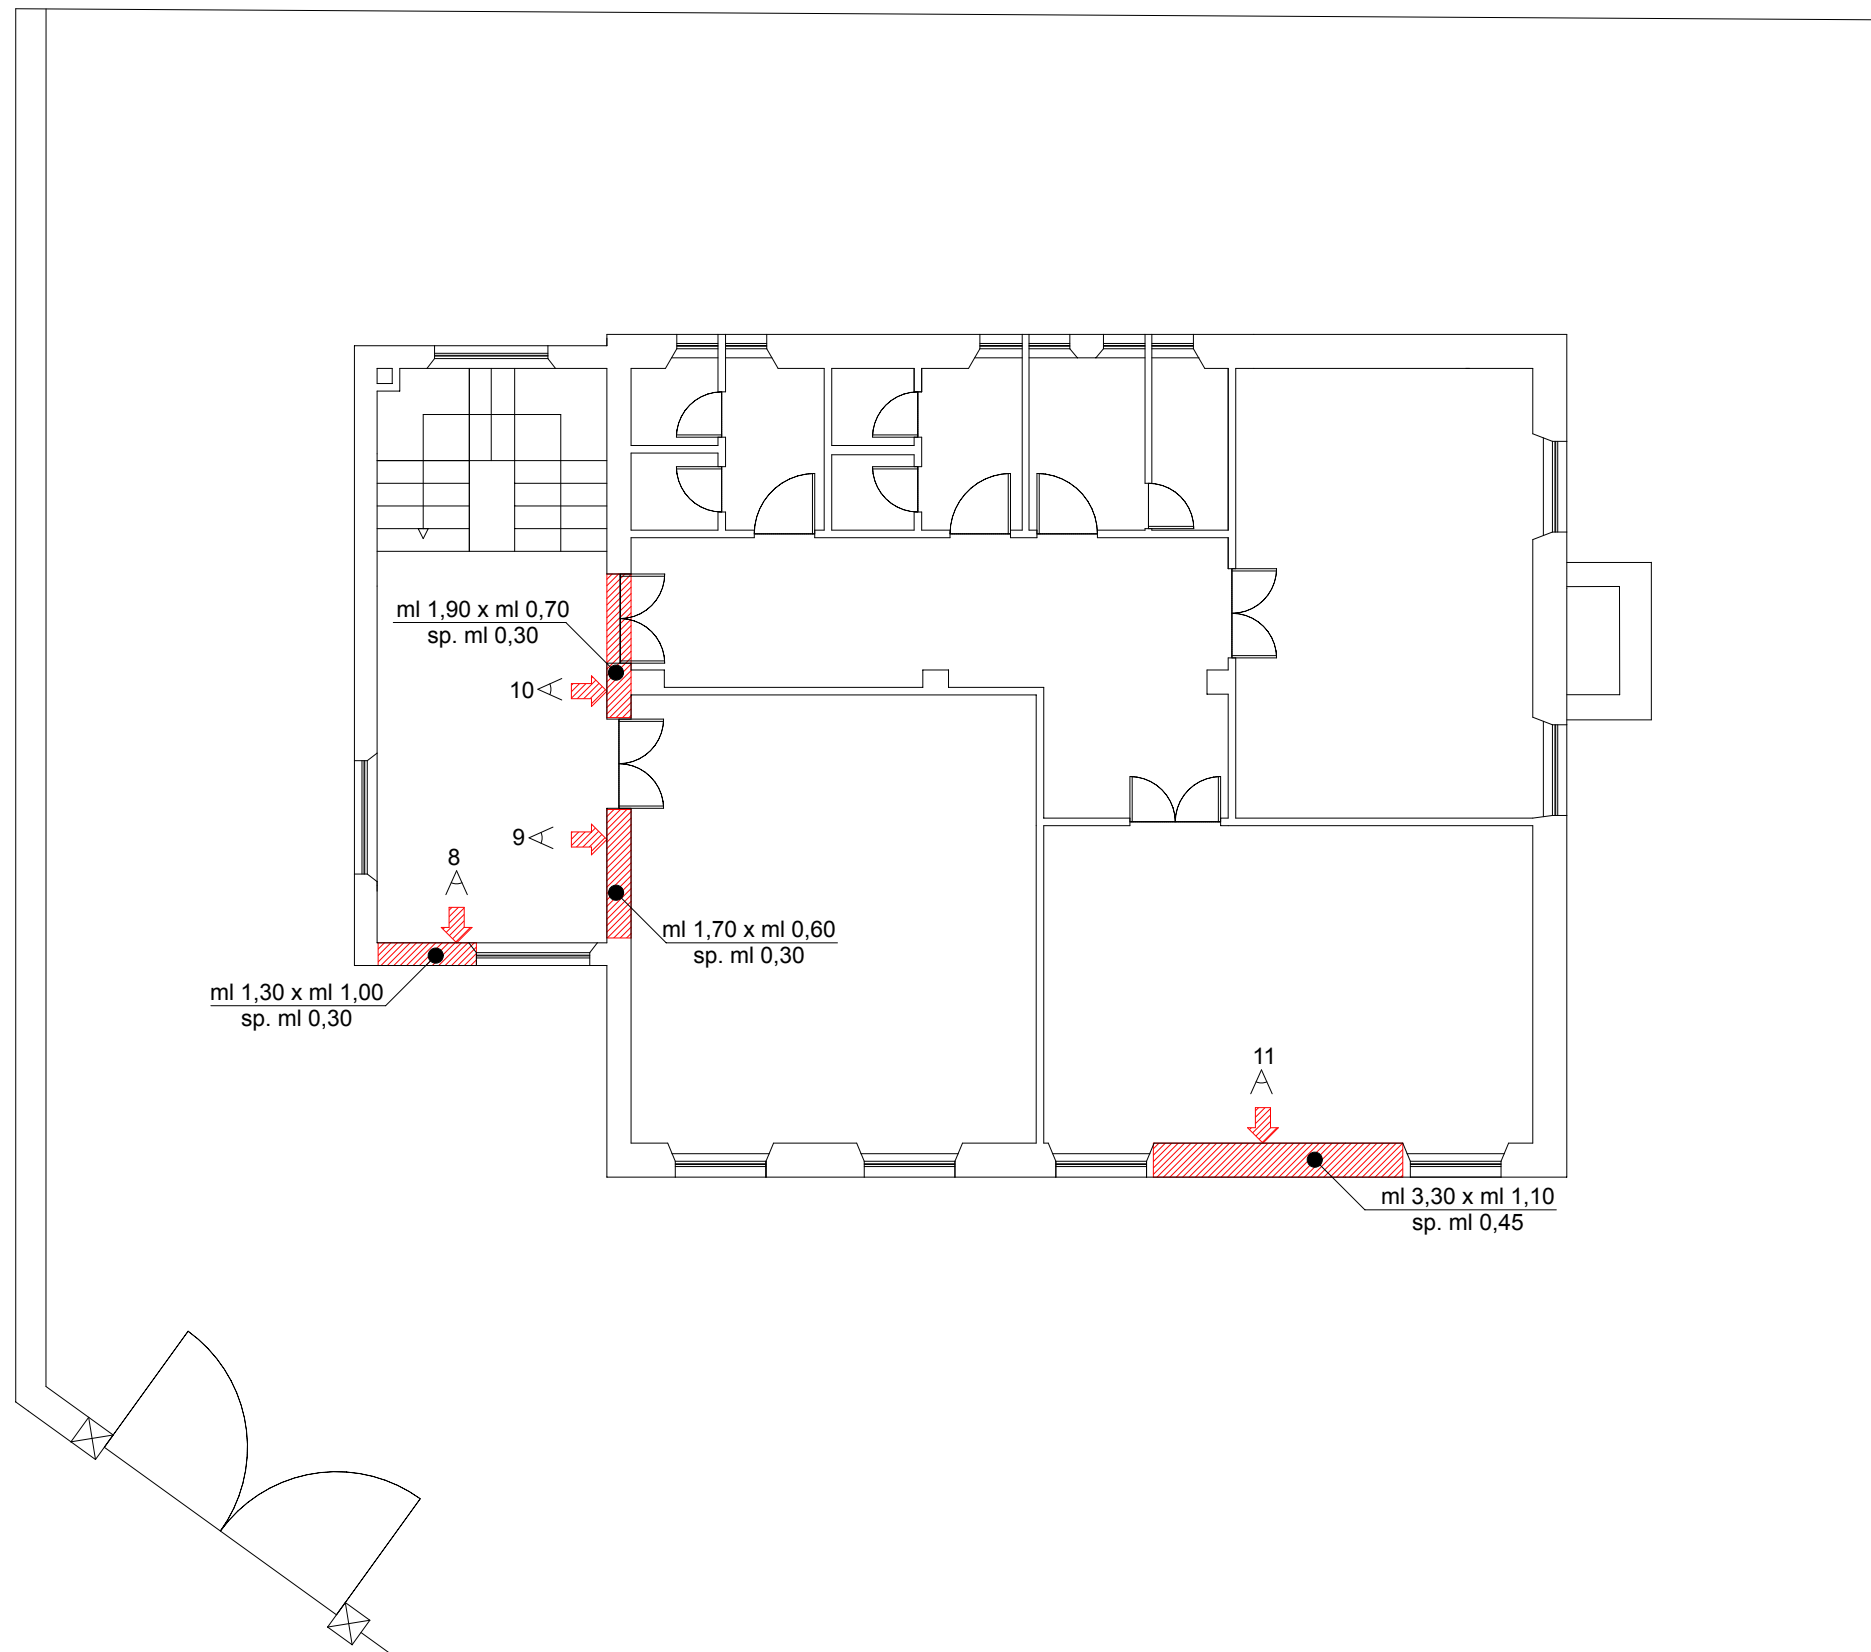 ml 1,90 x ml 0,70
sp. ml 0,30
10
9
8
ml 1,70 x ml 0,60
sp. ml 0,30
ml 1,30 x ml 1,00
sp. ml 0,30
11
ml 3,30 x ml 1,10
sp. ml 0,45